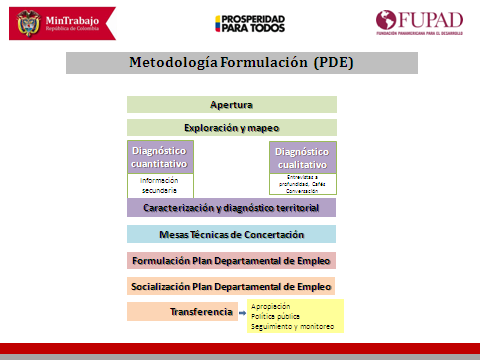 MinTrabajo
República de Colombia
PROSPERIDAD
PARA TODOS
FUPAD
FUNDACIÓN PANAMERICANA PARA EL DESARROLLO
Metodología Formulación (PDE)
Apertura
Exploración y mapeo
Diagnóstico
cuantitativo
Información
secundaria
Diagnóstico
cualitativo
Entrevistas a
profundidad, Cafés
Conversación
Caracterización y diagnóstico territorial
Mesas Técnicas de Concertación
Formulación Plan Departamental de Empleo
Socialización Plan Departamental de Empleo
Transferencia
Apropiación
Política pública
Seguimiento y monitoreo